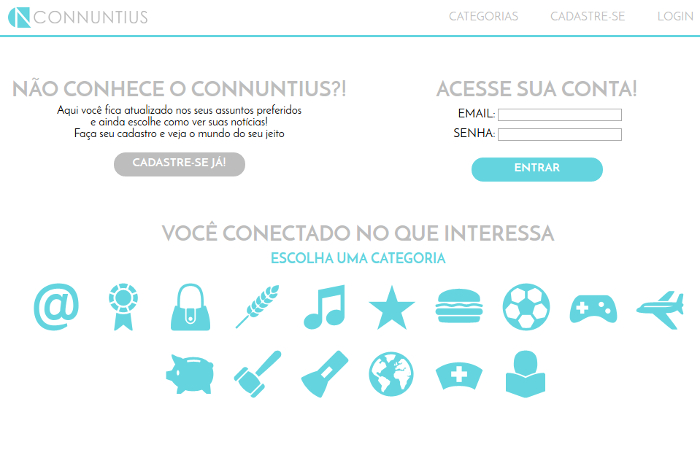 CONNUNTIUS
CATEGORIAS
CADASTRE-SE
LOGIN
NÃO CONHECE O CONNUNTIUS?!
Aqui você fica atualizado nos seus assuntos preferidos
e ainda escolhe como ver suas notícias!
Faça seu cadastro e veja o mundo do seu jeito
CADASTRE-SE JÁ!
ACESSE SUA CONTA!
EMAIL:
SENHA:
ENTRAR
VOCÊ CONECTADO NO QUE INTERESSA
ESCOLHA UMA CATEGORIA
@